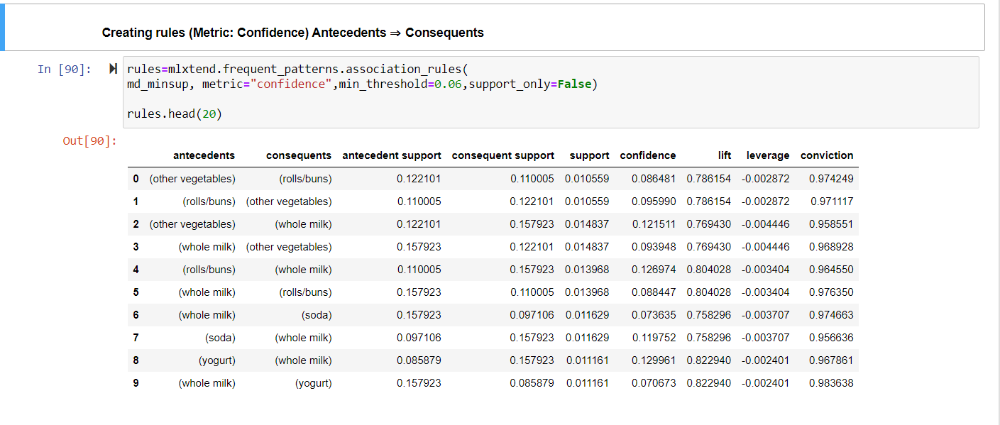 Creating rules (Metric: Confidence) Antecedents ⇒ Consequents
In [90]: rules=mlxtend.frequent_patterns.association_rules(
md_minsup, metric="confidence",min_threshold=0.06,support_only=False)
rules.head(20)
Out[90]:
antecedents consequents antecedent support consequent support support confidence lift leverage conviction
0 (other vegetables) (rolls/buns) 0.122101 0.110005 0.010559 0.086481 0.786154 -0.002872 0.974249
1 (rolls/buns) (other vegetables) 0.110005 0.122101 0.010559 0.095990 0.786154 -0.002872 0.971117
2 (other vegetables) (whole milk) 0.122101 0.157923 0.014837 0.121511 0.769430 -0.004446 0.958551
3 (whole milk) (other vegetables) 0.157923 0.122101 0.014837 0.093948 0.769430 -0.004446 0.968928
4 (rolls/buns) (whole milk) 0.110005 0.157923 0.013968 0.126974 0.804028 -0.003404 0.964550
5 (whole milk) (rolls/buns) 0.157923 0.110005 0.013968 0.088447 0.804028 -0.003404 0.976350
6 (whole milk) (soda) 0.157923 0.097106 0.011629 0.073635 0.758296 -0.003707 0.974663
7 (soda) (whole milk) 0.097106 0.157923 0.011629 0.119752 0.758296 -0.003707 0.956636
8 (yogurt) (whole milk) 0.085879 0.157923 0.011161 0.129961 0.822940 -0.002401 0.967861
9 (whole milk) (yogurt) 0.157923 0.085879 0.011161 0.070673 0.822940 -0.002401 0.983638